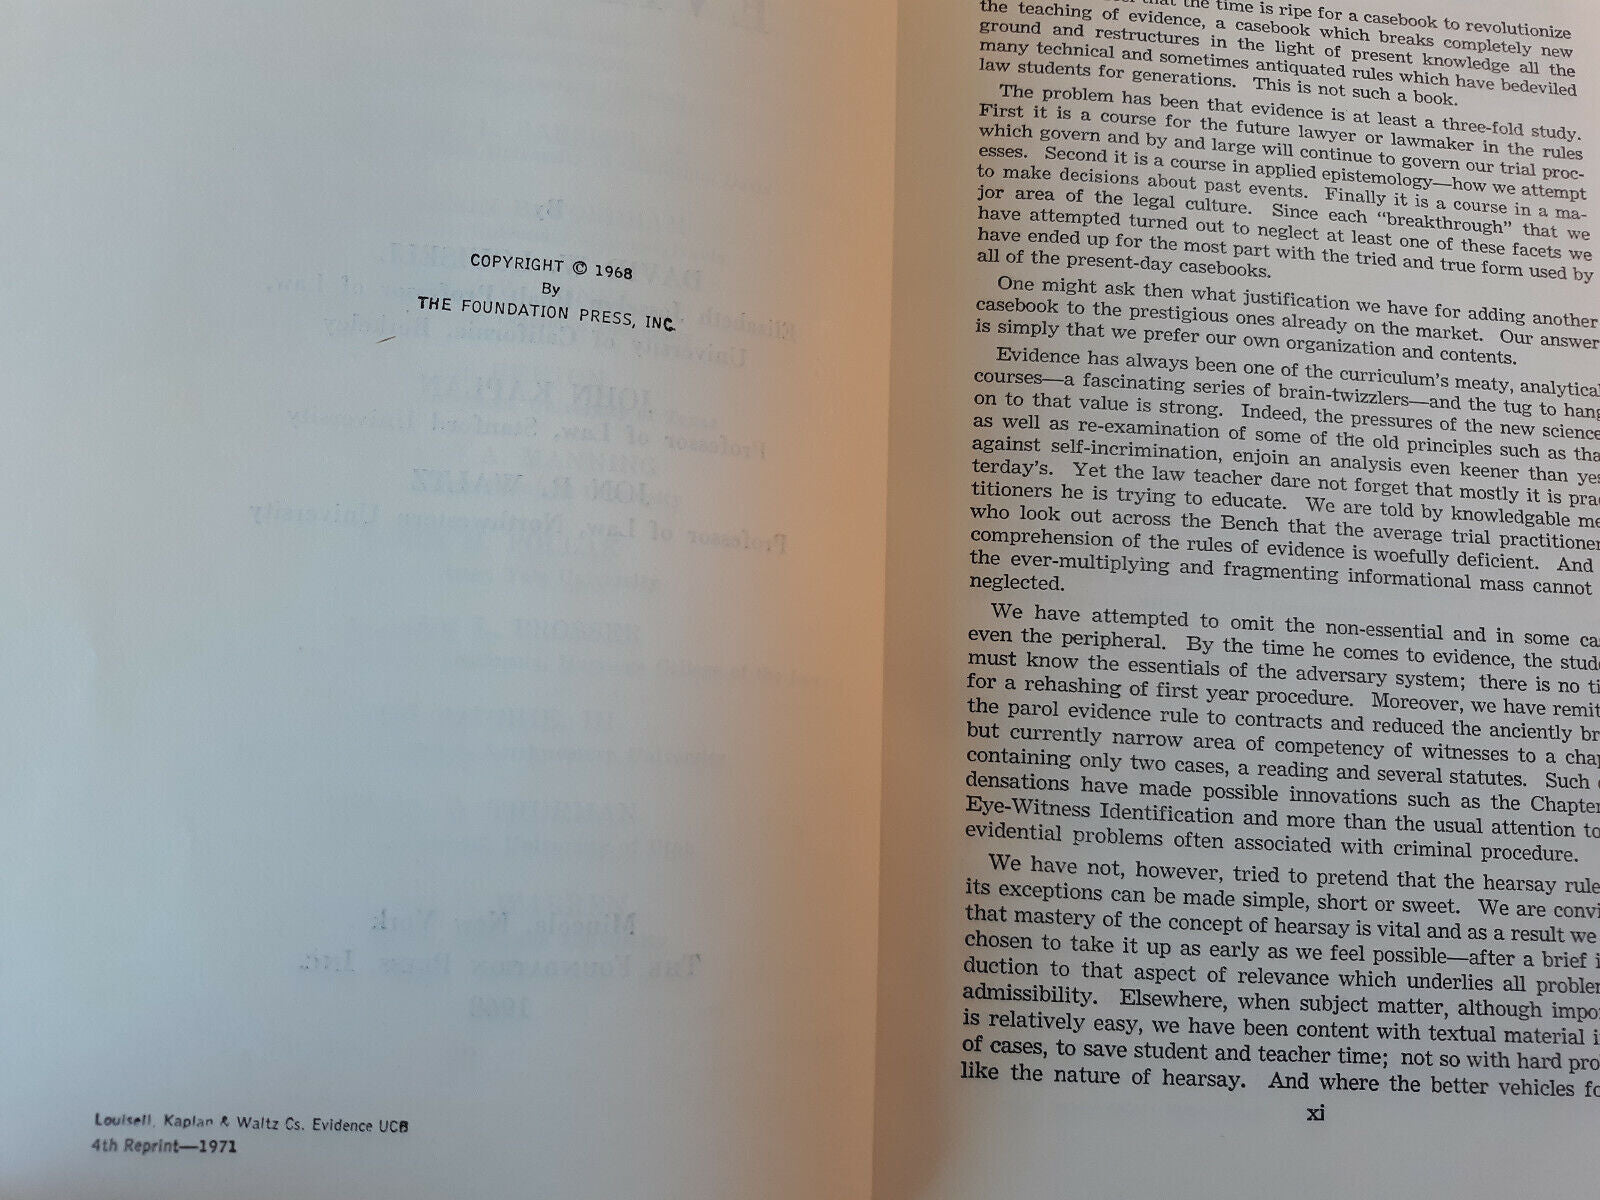 COPYRIGHT © 1968
By
THE FOUNDATION PRESS, INC.
Louisell, Kaplan & Waltz Cs. Evidence UCB
4th Reprint—1971
that the time is ripe for a casebook to revolutionize
the teaching of evidence, a casebook which breaks completely new
ground and restructures in the light of present knowledge all the
many technical and sometimes antiquated rules which have bedeviled
law students for generations. This is not such a book.
The problem has been that evidence is at least a three-fold study.
First it is a course for the future lawyer or lawmaker in the rules
which govern and by and large will continue to govern our trial proc-
esses. Second it is a course in applied epistemology—how we attempt
to make decisions about past events. Finally it is a course in a ma-
jor area of the legal culture. Since each "breakthrough" that we
have attempted turned out to neglect at least one of these facets we
have ended up for the most part with the tried and true form used by
all of the present-day casebooks.
One might ask then what justification we have for adding another
casebook to the prestigious ones already on the market. Our answer
is simply that we prefer our own organization and contents.
Evidence has always been one of the curriculum's meaty, analytical
courses—a fascinating series of brain-twizzlers—and the tug to hang
on to that value is strong. Indeed, the pressures of the new science
as well as re-examination of some of the old principles such as tha
against self-incrimination, enjoin an analysis even keener than yes
terday's. Yet the law teacher dare not forget that mostly it is prac
titioners he is trying to educate. We are told by knowledgable me
who look out across the Bench that the average trial practitioner
comprehension of the rules of evidence is woefully deficient. And
the ever-multiplying and fragmenting informational mass cannot
neglected.
We have attempted to omit the non-essential and in some ca
even the peripheral. By the time he comes to evidence, the stud
must know the essentials of the adversary system; there is no ti
for a rehashing of first year procedure. Moreover, we have remit
the parol evidence rule to contracts and reduced the anciently br
but currently narrow area of competency of witnesses to a chap
containing only two cases, a reading and several statutes. Such
densations have made possible innovations such as the Chapter
Eye-Witness Identification and more than the usual attention to
evidential problems often associated with criminal procedure.
We have not, however, tried to pretend that the hearsay rule
its exceptions can be made simple, short or sweet. We are convi
that mastery of the concept of hearsay is vital and as a result we
chosen to take it up as early as we feel possible—after a brief i
duction to that aspect of relevance which underlies all problem
admissibility. Elsewhere, when subject matter, although impo
is relatively easy, we have been content with textual material i
of cases, to save student and teacher time; not so with hard pro
like the nature of hearsay. And where the better vehicles fo
xi